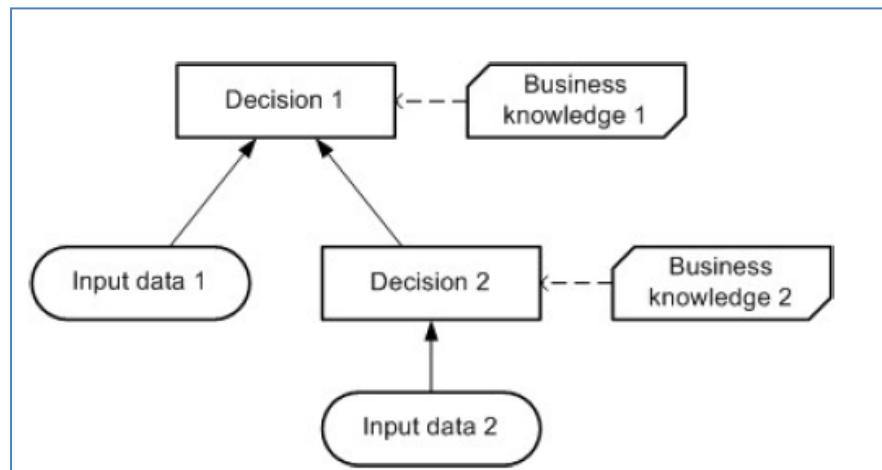 Decision 1
Business
knowledge 1
Input data 1
Decision 2
Business
knowledge 2
Input data 2